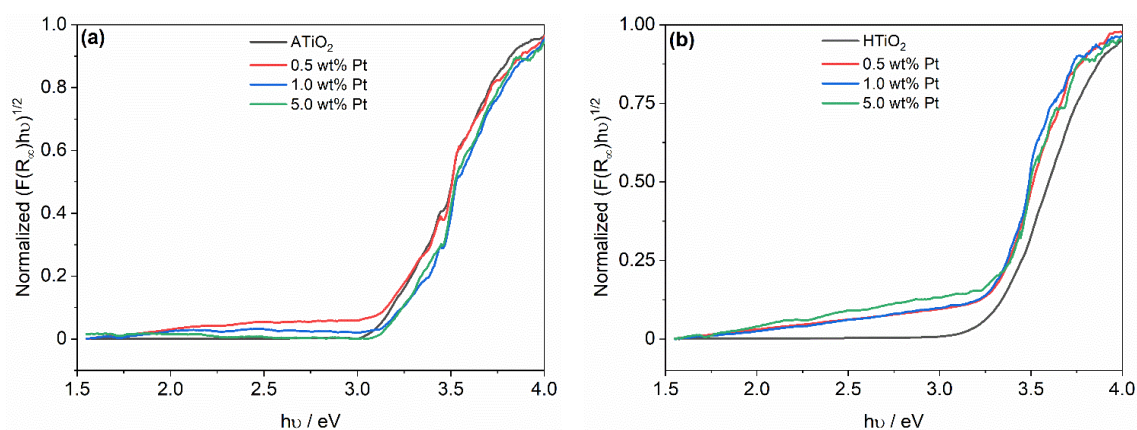 (a)
ATiO₂
0.5 wt% Pt
1.0 wt% Pt
5.0 wt% Pt
Normalized (F(R∞)hυ)^1/2
1.0
0.8
0.6
0.4
0.2
0
1.5 2.0 2.5 3.0 3.5 4.0
hυ / eV
(b)
HTiO₂
0.5 wt% Pt
1.0 wt% Pt
5.0 wt% Pt
Normalized (F(R∞)hυ)^1/2
1.00
0.75
0.50
0.25
0
1.5 2.0 2.5 3.0 3.5 4.0
hυ / eV